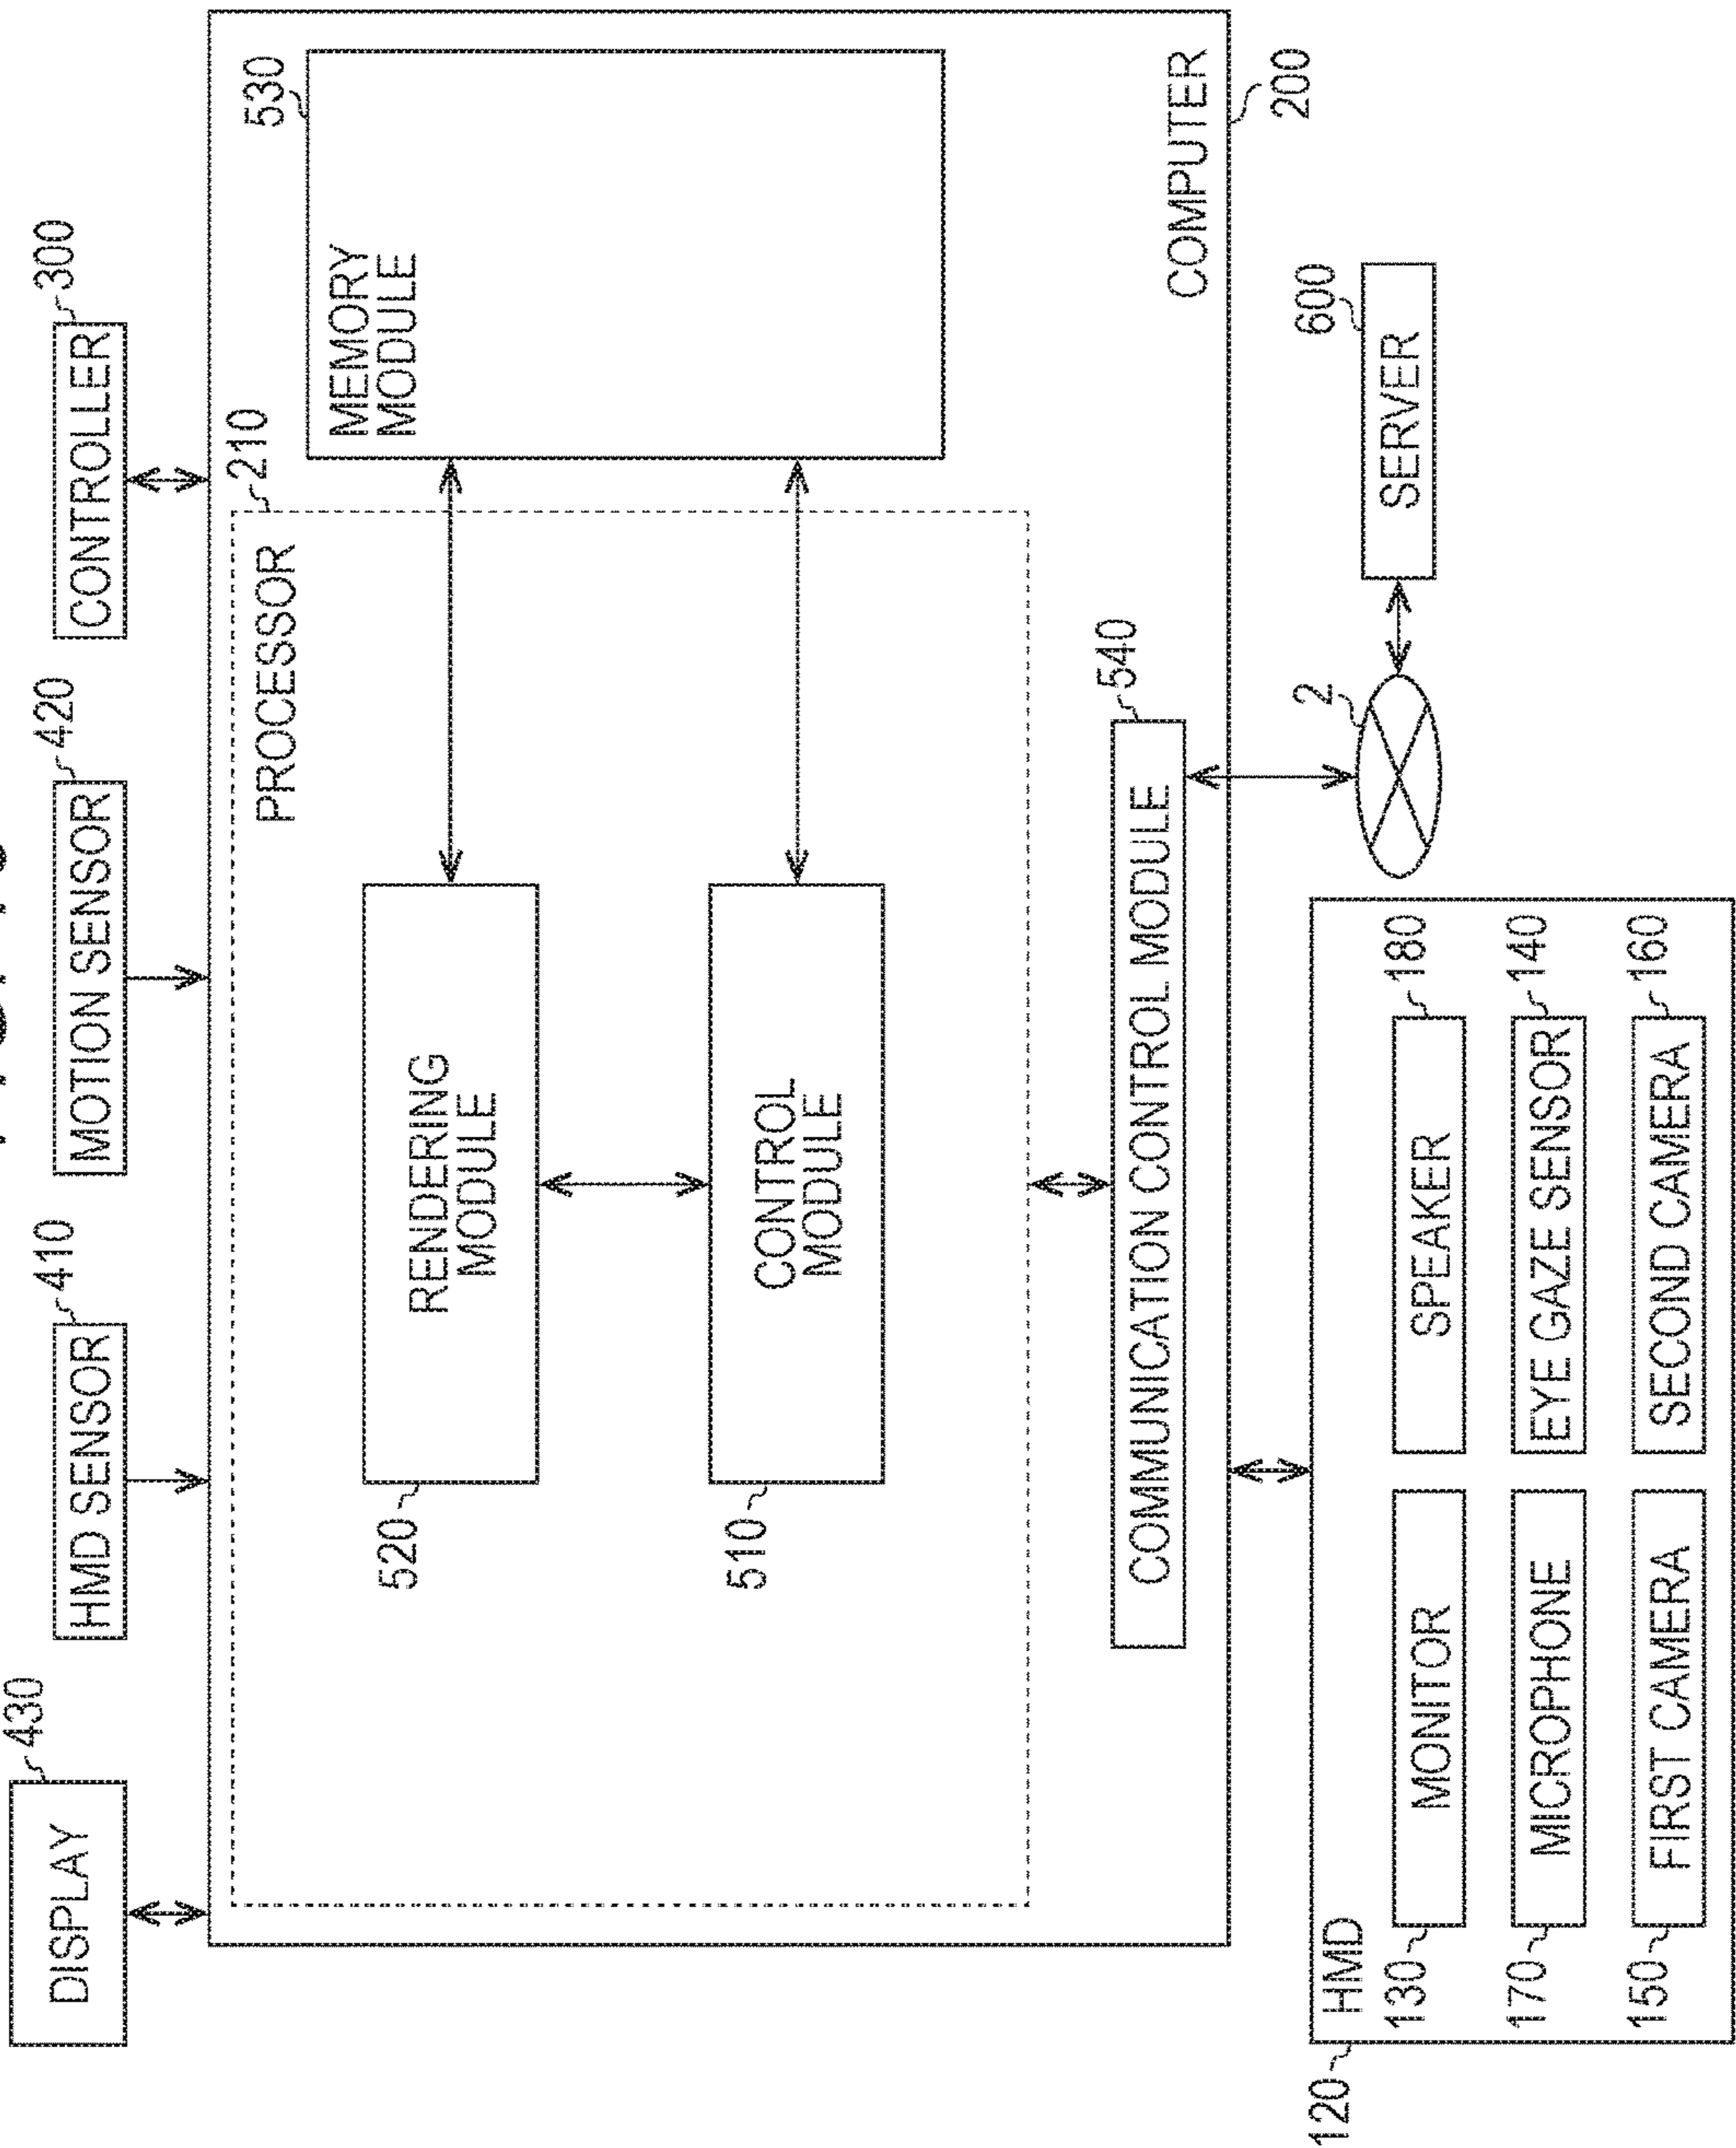 DISPLAY
430
HMD SENSOR
410
MOTION SENSOR
420
CONTROLLER
300
PROCESSOR
210
RENDERING
MODULE
520
CONTROL
MODULE
510
MEMORY
MODULE
530
COMMUNICATION CONTROL MODULE
540
COMPUTER
200
2
SERVER
600
HMD
120
130
MONITOR
SPEAKER
180
170
MICROPHONE
EYE GAZE SENSOR
140
150
FIRST CAMERA
SECOND CAMERA
160